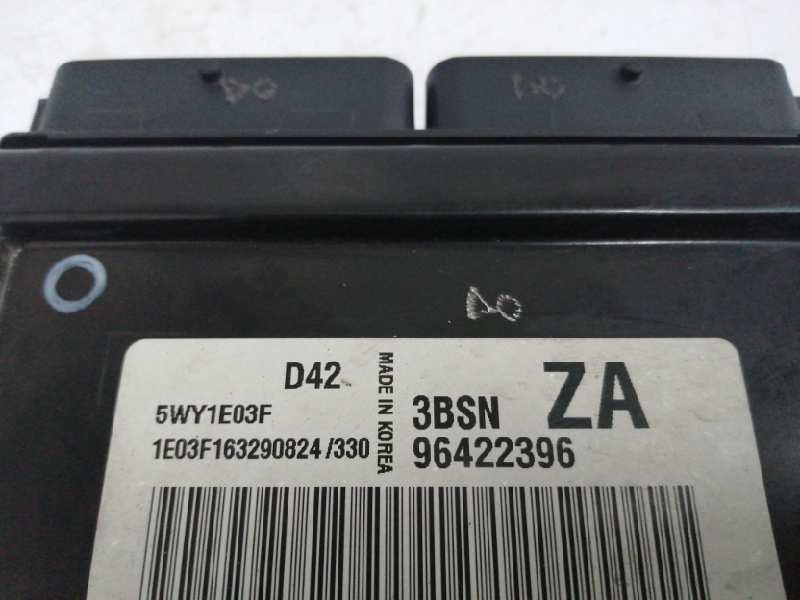 D42
MADE IN KOREA
3BSN ZA
5WY1E03F
1E03F163290824 /330
96422396